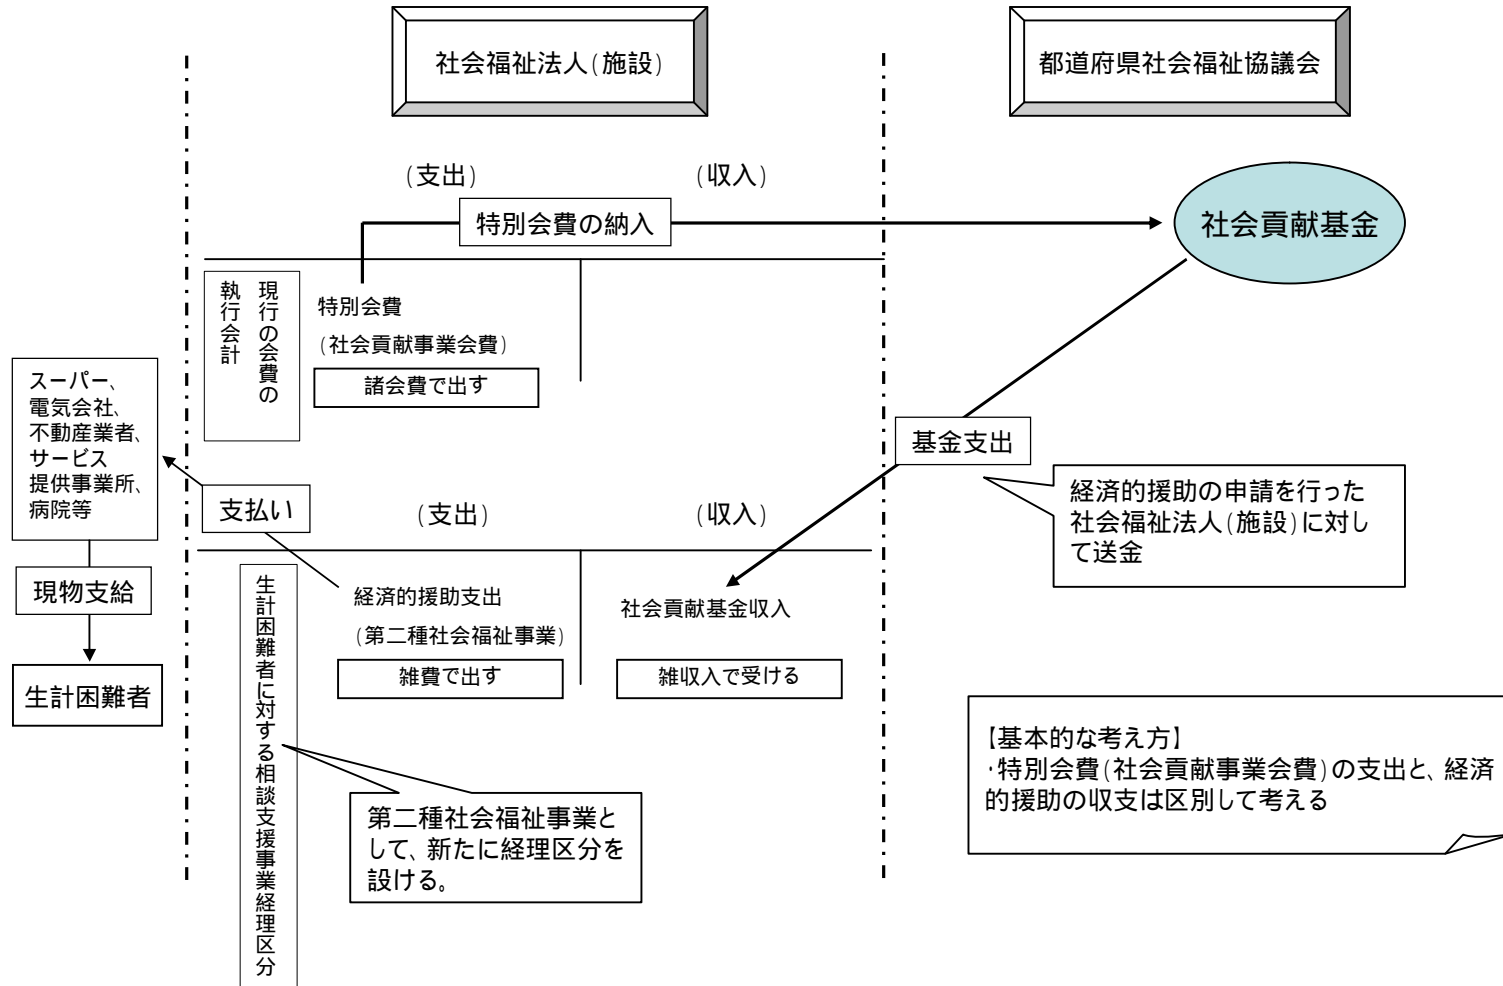 社会福祉法人(施設)
都道府県社会福祉協議会
(支出)
(収入)
特別会費の納入
社会貢献基金
現行の会費の
執行会計
特別会費
(社会貢献事業会費)
諸会費で出す
スーパー、
電気会社、
不動産業者、
サービス
提供事業所、
病院等
基金支出
経済的援助の申請を行った
社会福祉法人(施設)に対し
て送金
支払い
(支出)
(収入)
現物支給
生計困難者
生計困難者に対する相談支援事業経理区分
経済的援助支出
(第二種社会福祉事業)
雑費で出す
社会貢献基金収入
雑収入で受ける
第二種社会福祉事業と
して、新たに経理区分を
設ける。
【基本的な考え方】
・特別会費(社会貢献事業会費)の支出と、経済
的援助の収支は区別して考える